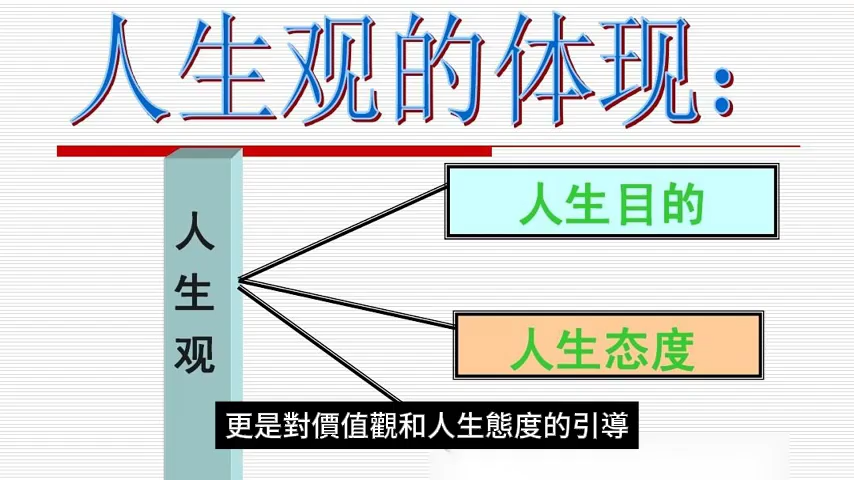 人生观的体现：
人生观
人生目的
人生态度
更是對價值觀和人生態度的引導